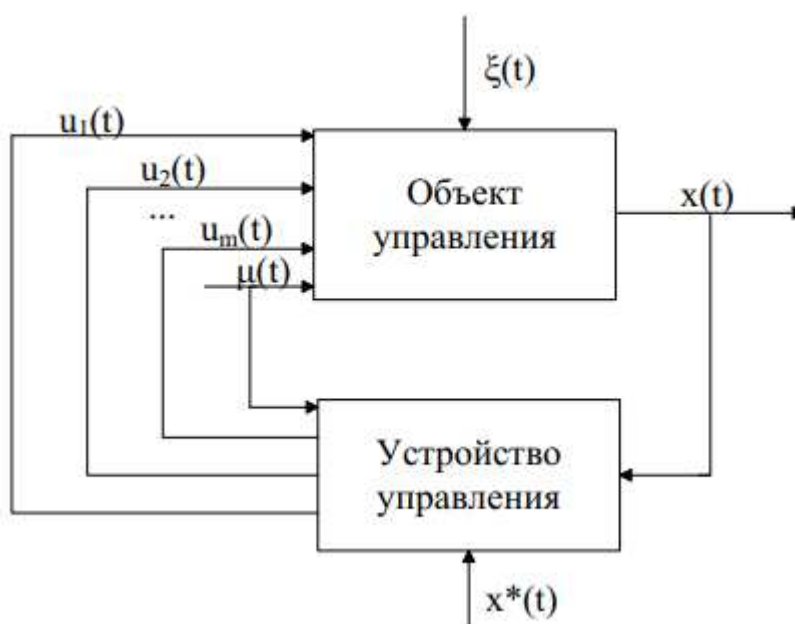 ξ(t)
u₁(t)
u₂(t)
...
uₘ(t)
μ(t)
Объект
управления
x(t)
Устройство
управления
x*(t)